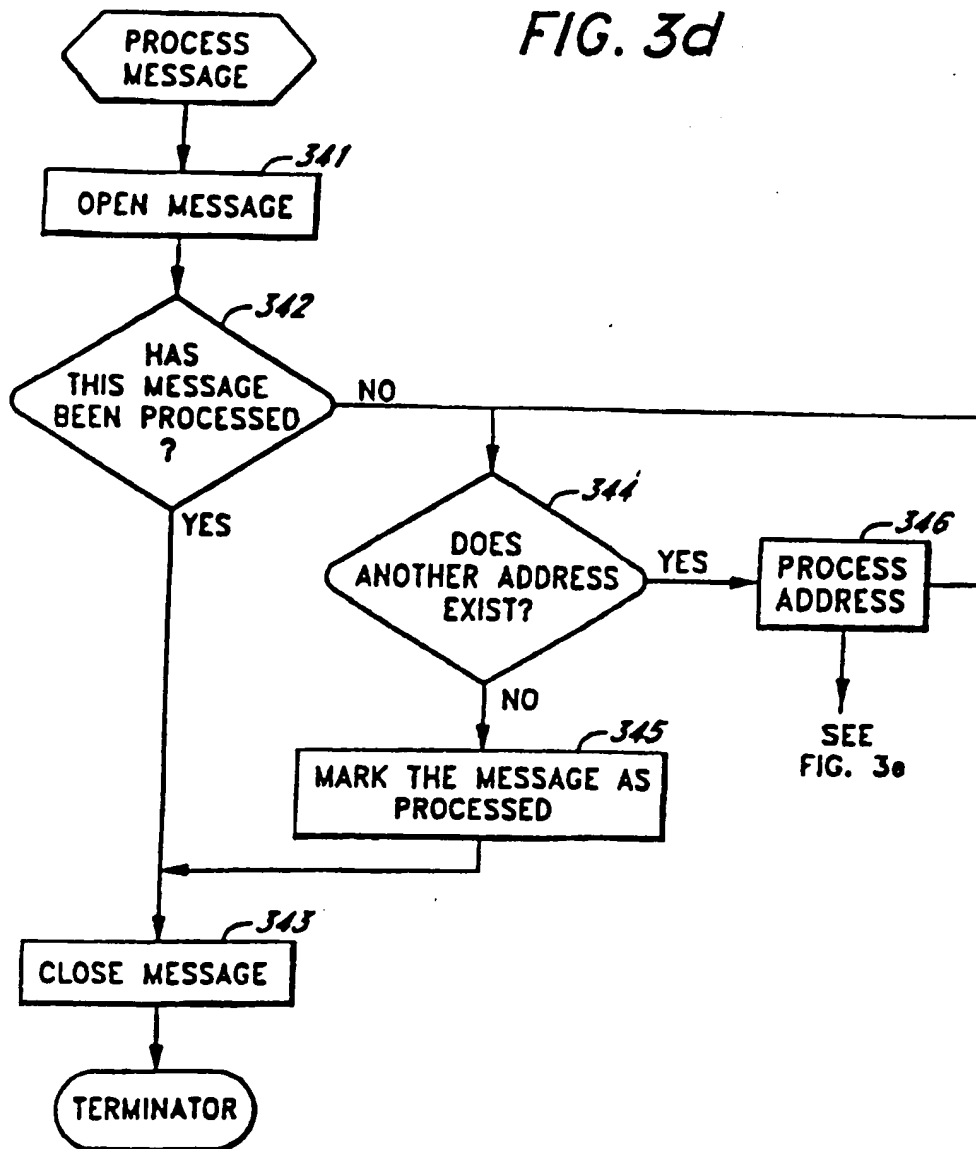 FIG. 3d
PROCESS
MESSAGE
341
OPEN MESSAGE
342
HAS
THIS MESSAGE
BEEN PROCESSED
?
NO
YES
344
DOES
ANOTHER ADDRESS
EXIST?
YES
346
PROCESS
ADDRESS
NO
SEE
FIG. 3e
345
MARK THE MESSAGE AS
PROCESSED
343
CLOSE MESSAGE
TERMINATOR